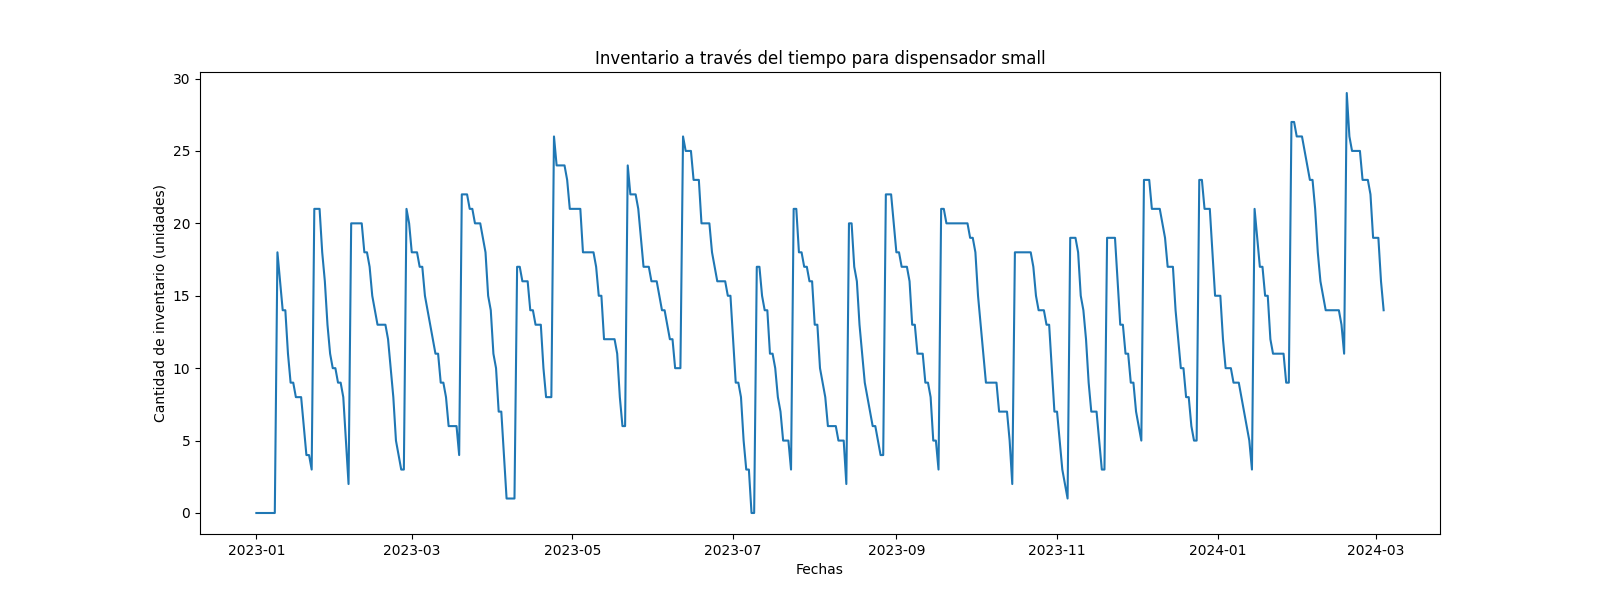 Inventario a través del tiempo para dispensador small
Cantidad de inventario (unidades)
30
25
20
15
10
5
0
2023-01 2023-03 2023-05 2023-07 2023-09 2023-11 2024-01 2024-03
Fechas